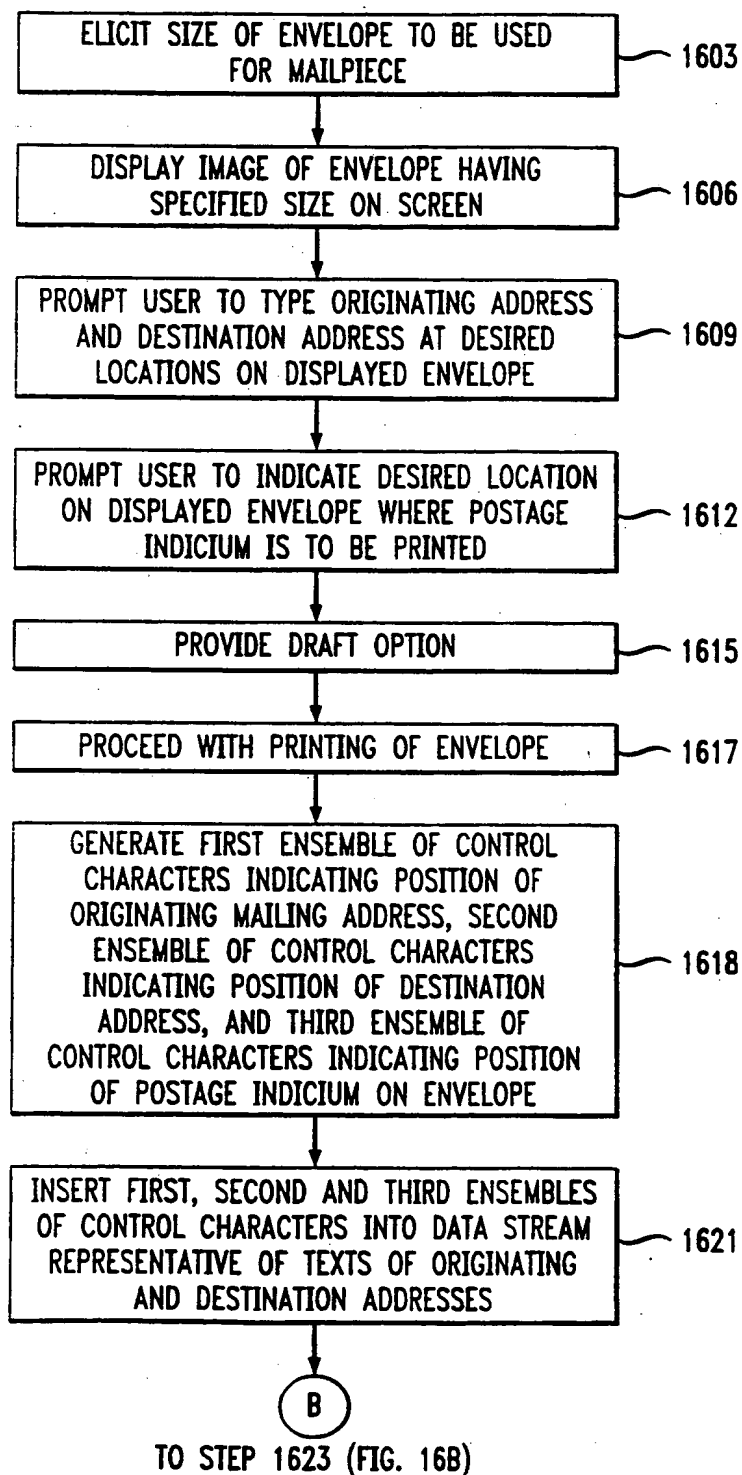 ELICIT SIZE OF ENVELOPE TO BE USED
FOR MAILPIECE
1603
DISPLAY IMAGE OF ENVELOPE HAVING
SPECIFIED SIZE ON SCREEN
1606
PROMPT USER TO TYPE ORIGINATING ADDRESS
AND DESTINATION ADDRESS AT DESIRED
LOCATIONS ON DISPLAYED ENVELOPE
1609
PROMPT USER TO INDICATE DESIRED LOCATION
ON DISPLAYED ENVELOPE WHERE POSTAGE
INDICIUM IS TO BE PRINTED
1612
PROVIDE DRAFT OPTION
1615
PROCEED WITH PRINTING OF ENVELOPE
1617
GENERATE FIRST ENSEMBLE OF CONTROL
CHARACTERS INDICATING POSITION OF
ORIGINATING MAILING ADDRESS, SECOND
ENSEMBLE OF CONTROL CHARACTERS
INDICATING POSITION OF DESTINATION
ADDRESS, AND THIRD ENSEMBLE OF
CONTROL CHARACTERS INDICATING POSITION
OF POSTAGE INDICIUM ON ENVELOPE
1618
INSERT FIRST, SECOND AND THIRD ENSEMBLES
OF CONTROL CHARACTERS INTO DATA STREAM
REPRESENTATIVE OF TEXTS OF ORIGINATING
AND DESTINATION ADDRESSES
1621
B
TO STEP 1623 (FIG. 16B)